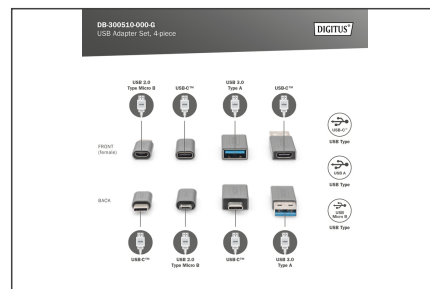 DB-300510-000-G
USB Adapter Set, 4-piece
DIGITUS®
USB 2.0
Type Micro B
USB-C™
USB 3.0
Type A
USB-C™
FRONT
(female)
USB-C™
USB Type
USB A
USB Type
BACK
USB
Micro B
USB Type
USB-C™
USB 2.0
Type Micro B
USB-C™
USB 3.0
Type A